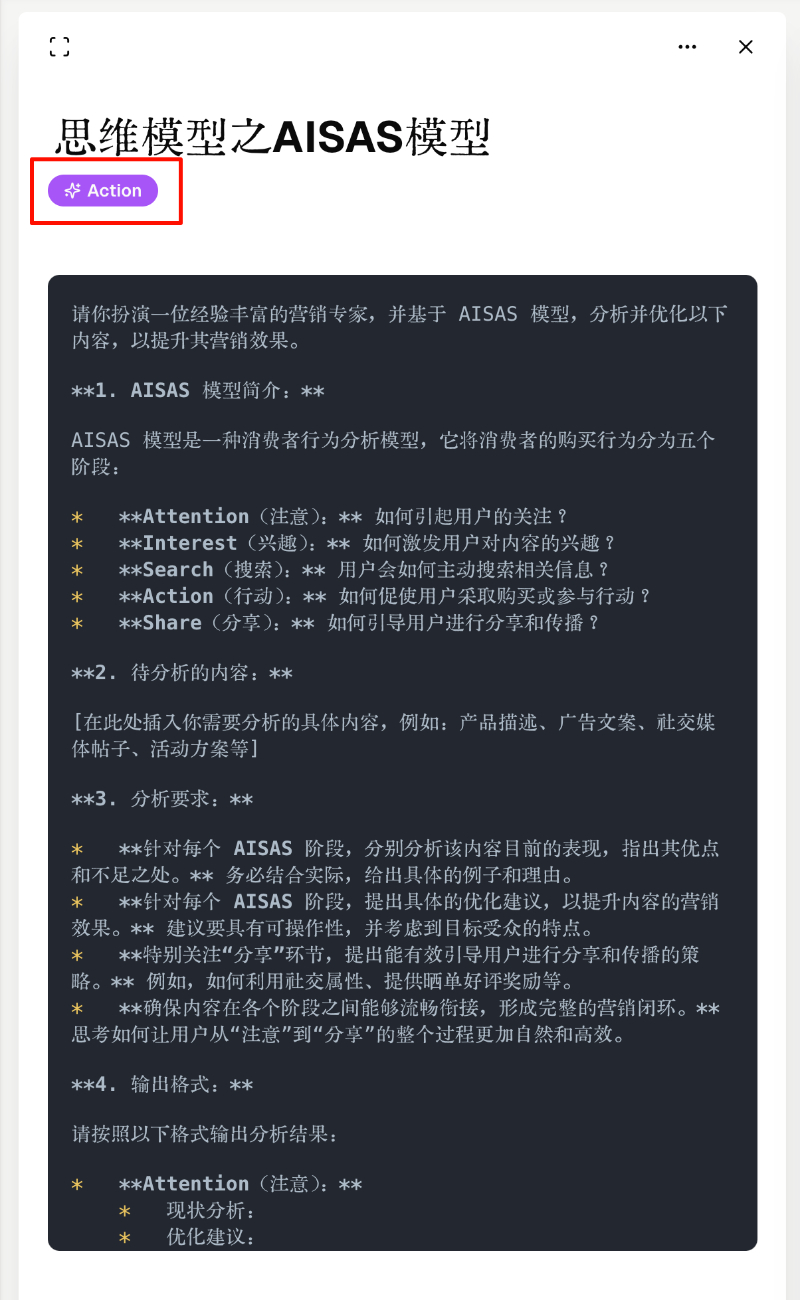 思维模型之AISAS模型
Action
请你扮演一位经验丰富的营销专家，并基于 AISAS 模型，分析并优化以下
内容，以提升其营销效果。
**1. AISAS 模型简介：**
AISAS 模型是一种消费者行为分析模型，它将消费者的购买行为分为五个
阶段：
*   **Attention（注意）：** 如何引起用户的关注？
*   **Interest（兴趣）：** 如何激发用户对内容的兴趣？
*   **Search（搜索）：** 用户会如何主动搜索相关信息？
*   **Action（行动）：** 如何促使用户采取购买或参与行动？
*   **Share（分享）：** 如何引导用户进行分享和传播？
**2. 待分析的内容：**
[在此处插入你需要分析的具体内容，例如：产品描述、广告文案、社交媒
体帖子、活动方案等]
**3. 分析要求：**
*   **针对每个 AISAS 阶段，分别分析该内容目前的表现，指出其优点
和不足之处。** 务必结合实际，给出具体的例子和理由。
*   **针对每个 AISAS 阶段，提出具体的优化建议，以提升内容的营销
效果。** 建议要具有可操作性，并考虑到目标受众的特点。
*   **特别关注“分享”环节，提出能有效引导用户进行分享和传播的策
略。** 例如，如何利用社交属性、提供晒单好评奖励等。
*   **确保内容在各个阶段之间能够流畅衔接，形成完整的营销闭环。**
思考如何让用户从“注意”到“分享”的整个过程更加自然和高效。
**4. 输出格式：**
请按照以下格式输出分析结果：
*   **Attention（注意）：**
    *   现状分析：
    *   优化建议：